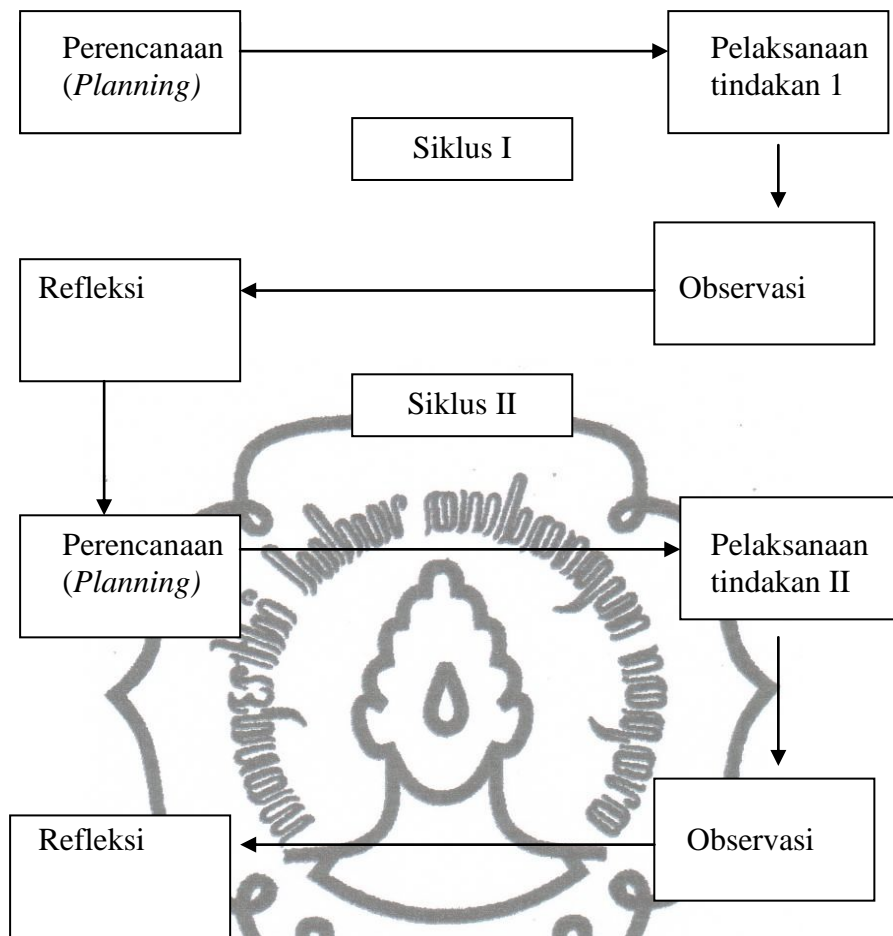 Perencanaan
(Planning)
Pelaksanaan
tindakan 1
Siklus I
Refleksi
Observasi
Siklus II
Perencanaan
(Planning)
Pelaksanaan
tindakan II
Refleksi
Observasi